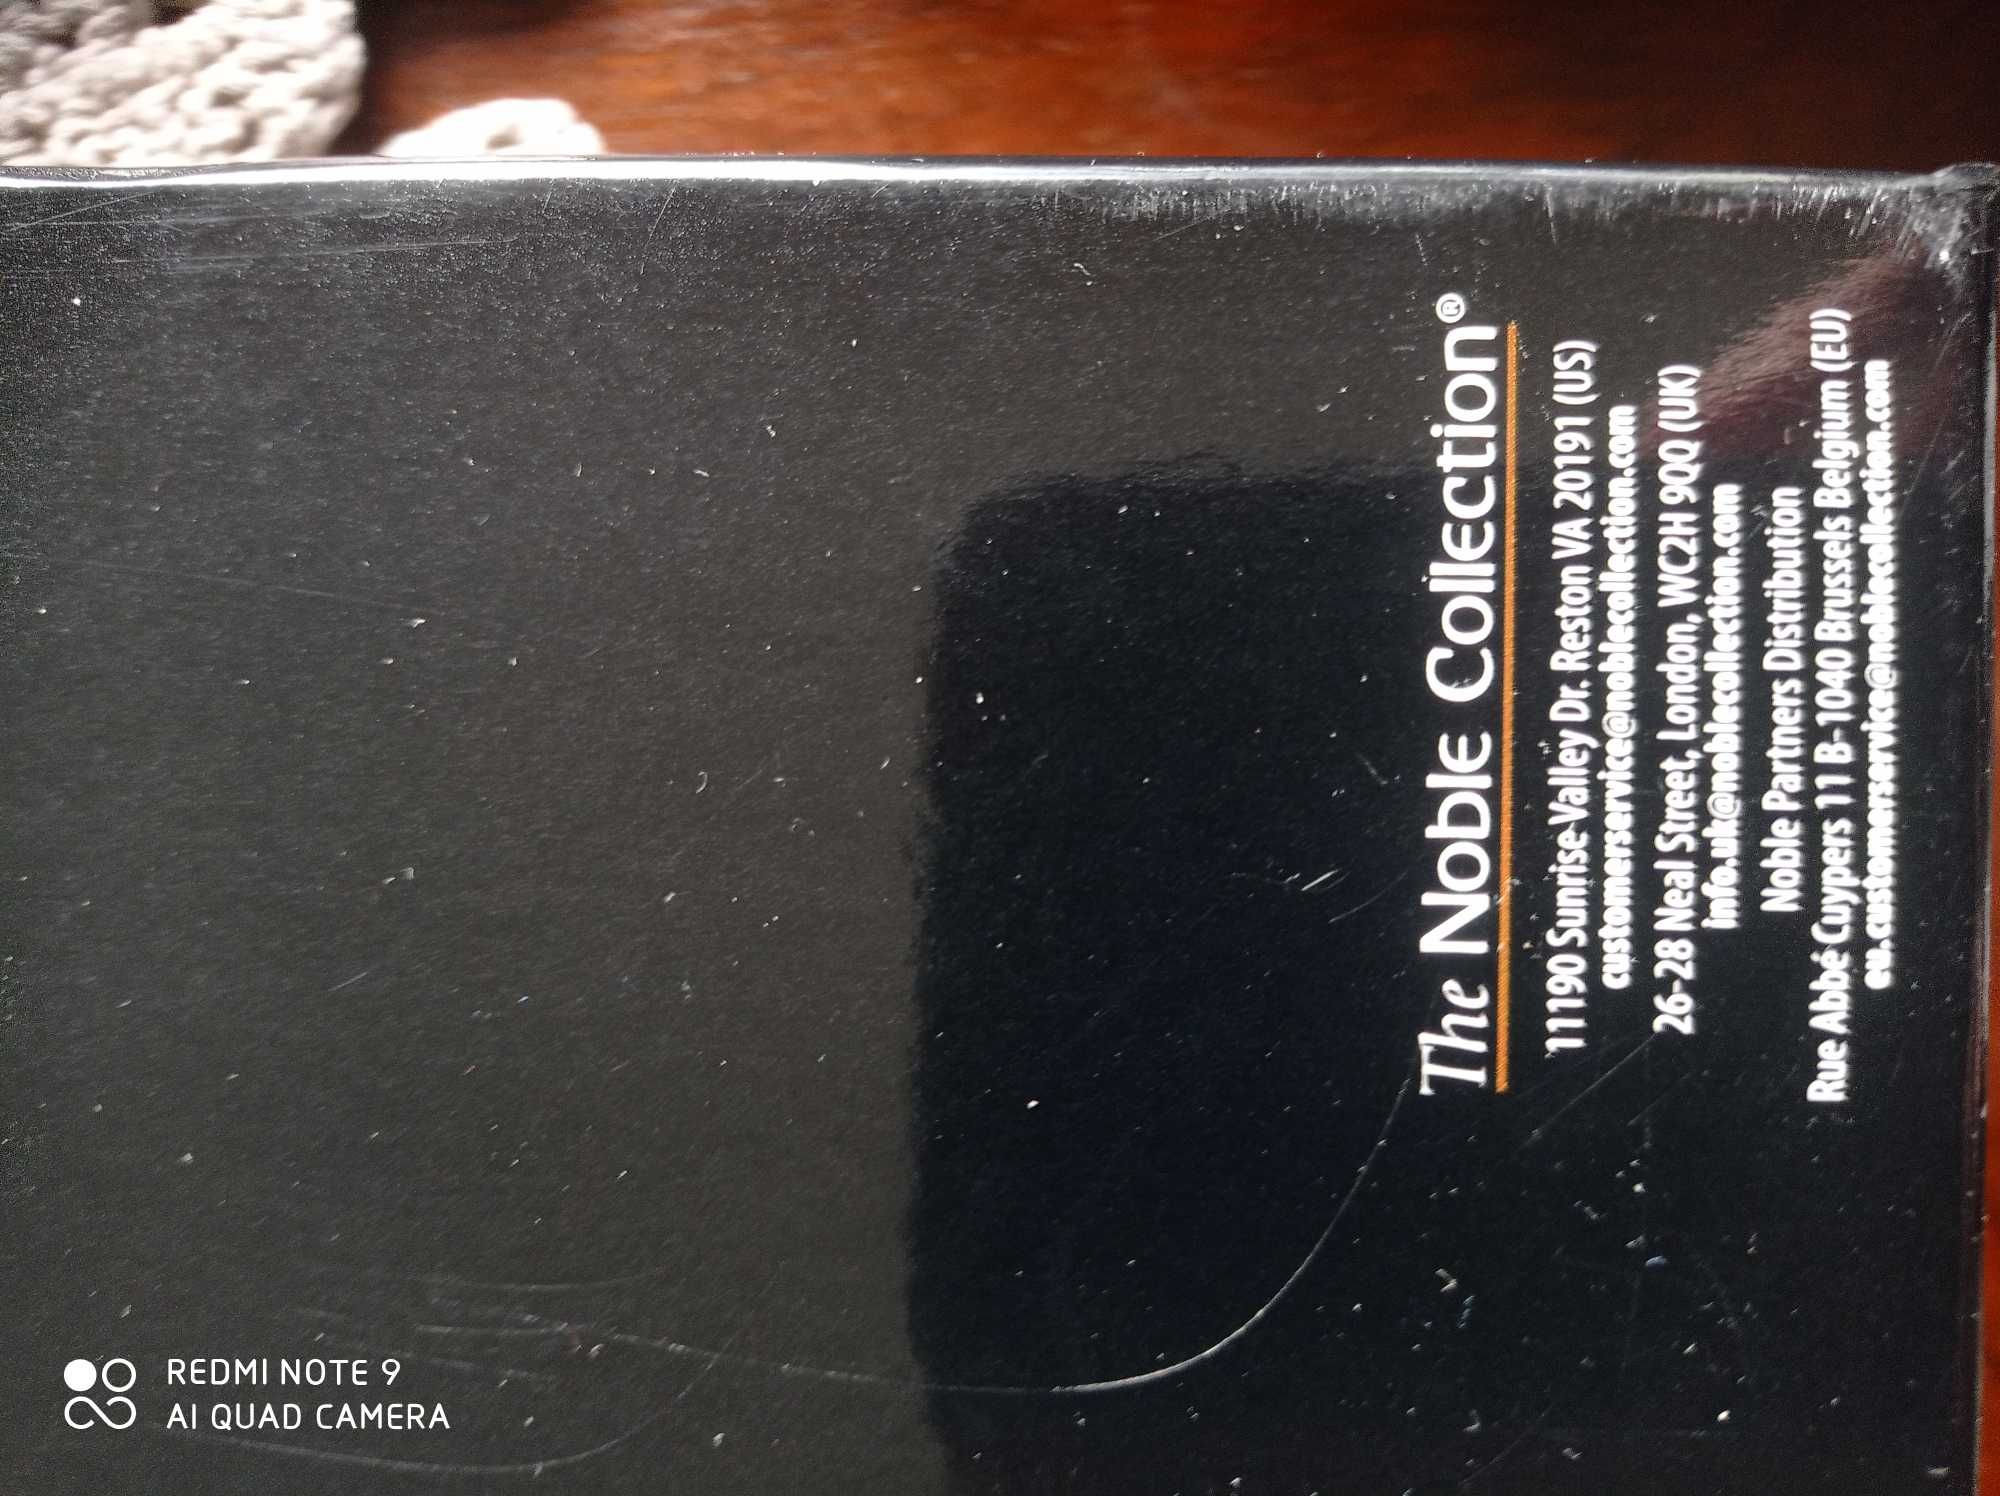 The Noble Collection®
11190 Sunrise Valley Dr. Reston VA 20191 (US)
customerservice@noblecollection.com
26-28 Neal Street, London, WC2H 9QQ (UK)
info.uk@noblecollection.com
Noble Partners Distribution
Rue Abbé Cuypers 11 B-1040 Brussels Belgium (EU)
eu.customerservice@noblecollection.com
REDMI NOTE 9
AI QUAD CAMERA